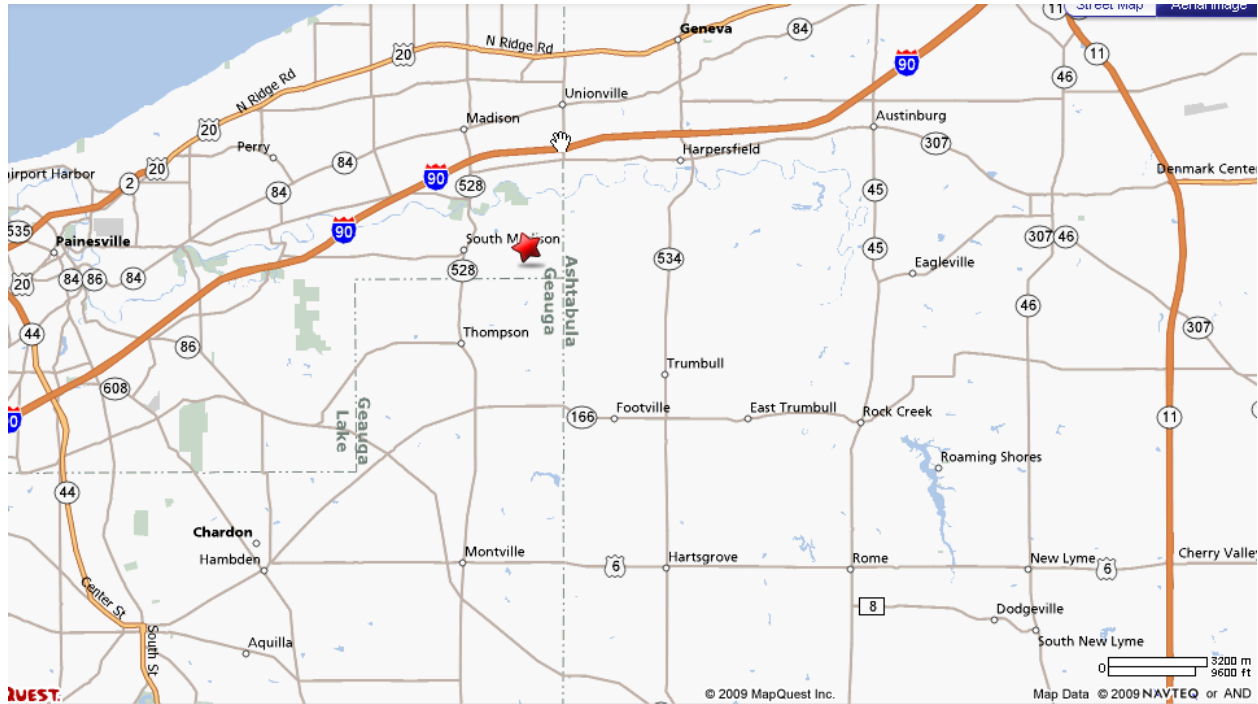 Street Map
Aerial Image
11
84
Geneva
N Ridge Rd
20
90
11
46
N Ridge Rd
Unionville
Madison
Austinburg
20
Perry
84
307
Harpersfield
20
90
528
Denmark Center
2
84
45
535
90
Painesville
South Madison
45
307
46
534
Ashtabula
Geauga
Eagleville
84
86
84
528
20
46
44
Thompson
307
86
Trumbull
608
Geauga
Lake
166
Footville
East Trumbull
Rock Creek
11
Roaming Shores
44
Chardon
Hambden
Montville
6
Hartsgrove
Rome
New Lyme
6
Cherry Valley
Center St
8
Dodgeville
South St
Aquilla
South New Lyme
0
3200 m
9600 ft
QUEST.
© 2009 MapQuest Inc.
Map Data © 2009 NAVTEQ or AND